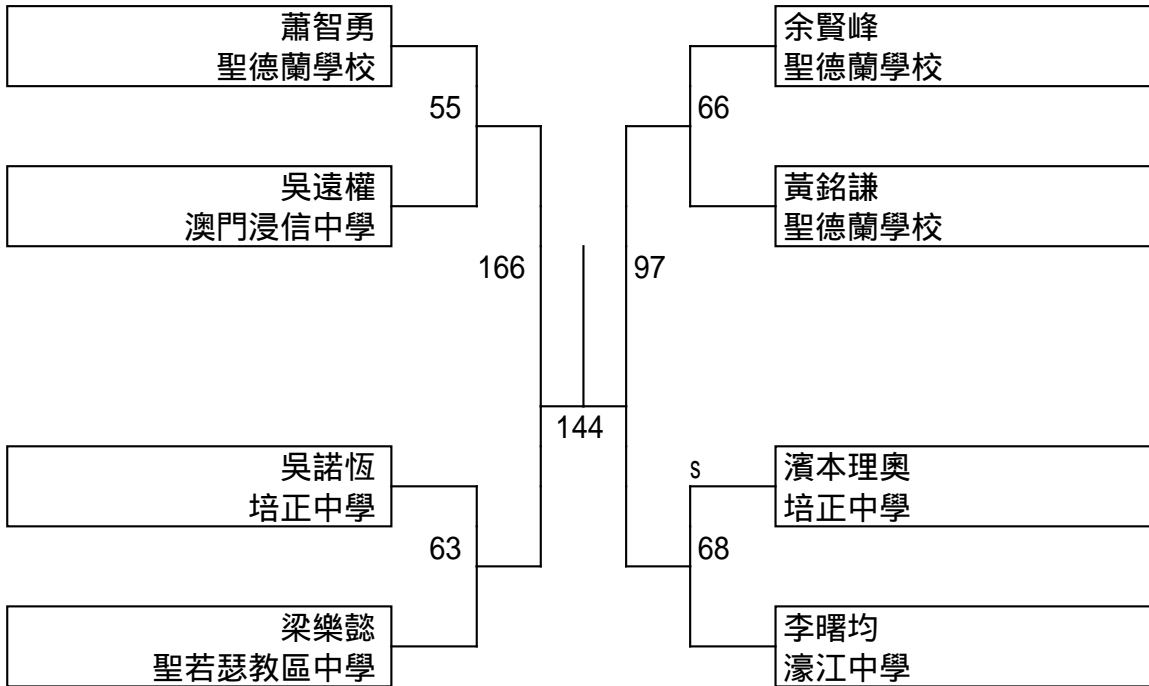 蕭智勇
聖德蘭學校
55
吳遠權
澳門浸信中學
166
吳諾恆
培正中學
63
梁樂懿
聖若瑟教區中學
144
余賢峰
聖德蘭學校
66
黃銘謙
聖德蘭學校
97
s
濱本理奧
培正中學
68
李曙均
濠江中學